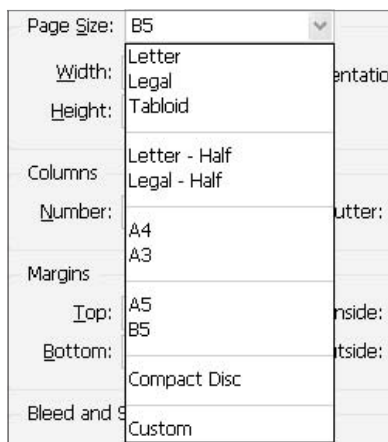 Page Size: B5
Letter
Width: Legal entatio
Height: Tabloid
Letter - Half
Columns Legal - Half
Number: utter:
A4
A3
Margins
Top: A5 nside:
B5
Bottom: utside:
Compact Disc
Bleed and S
Custom